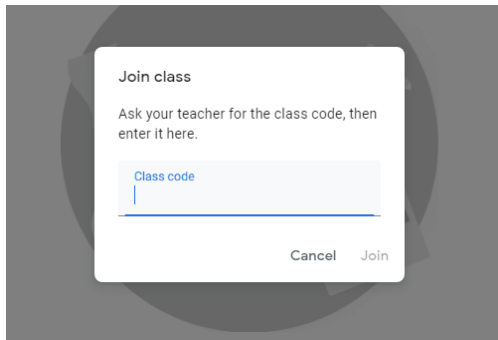 Join class
Ask your teacher for the class code, then
enter it here.
Class code
Cancel Join